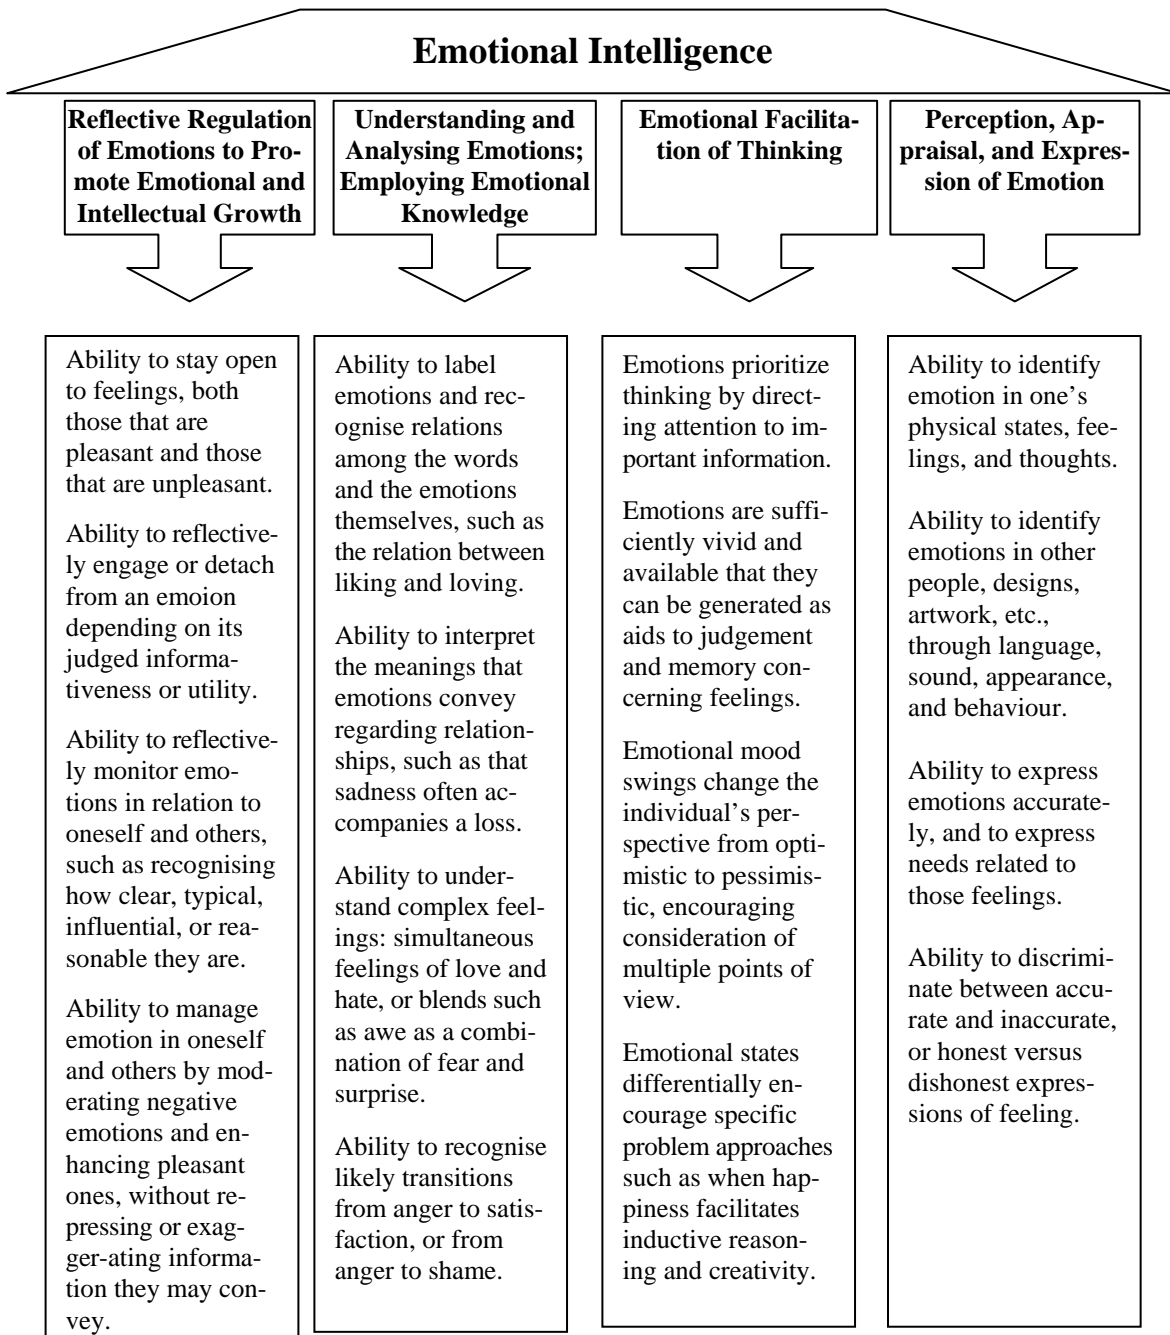 Emotional Intelligence
Reflective Regulation
of Emotions to Pro-
mote Emotional and
Intellectual Growth
Understanding and
Analysing Emotions;
Employing Emotional
Knowledge
Emotional Facilita-
tion of Thinking
Perception, Ap-
praisal, and Expres-
sion of Emotion
Ability to stay open
to feelings, both
those that are
pleasant and those
that are unpleasant.
Ability to reflective-
ly engage or detach
from an emoion
depending on its
judged informa-
tiveness or utility.
Ability to reflective-
ly monitor emo-
tions in relation to
oneself and others,
such as recognising
how clear, typical,
influential, or rea-
sonable they are.
Ability to manage
emotion in oneself
and others by mod-
erating negative
emotions and en-
hancing pleasant
ones, without re-
pressing or exag-
ger-ating informa-
tion they may con-
vey.
Ability to label
emotions and rec-
ognise relations
among the words
and the emotions
themselves, such as
the relation between
liking and loving.
Ability to interpret
the meanings that
emotions convey
regarding relation-
ships, such as that
sadness often ac-
companies a loss.
Ability to under-
stand complex feel-
ings: simultaneous
feelings of love and
hate, or blends such
as awe as a combi-
nation of fear and
surprise.
Ability to recognise
likely transitions
from anger to satis-
faction, or from
anger to shame.
Emotions prioritize
thinking by direct-
ing attention to im-
portant information.
Emotions are suffi-
ciently vivid and
available that they
can be generated as
aids to judgement
and memory con-
cerning feelings.
Emotional mood
swings change the
individual's per-
spective from opti-
mistic to pessimis-
tic, encouraging
consideration of
multiple points of
view.
Emotional states
differentially en-
courage specific
problem approaches
such as when hap-
piness facilitates
inductive reason-
ing and creativity.
Ability to identify
emotion in one's
physical states, fee-
lings, and thoughts.
Ability to identify
emotions in other
people, designs,
artwork, etc.,
through language,
sound, appearance,
and behaviour.
Ability to express
emotions accurate-
ly, and to express
needs related to
those feelings.
Ability to discrimi-
nate between accu-
rate and inaccurate,
or honest versus
dishonest expres-
sions of feeling.